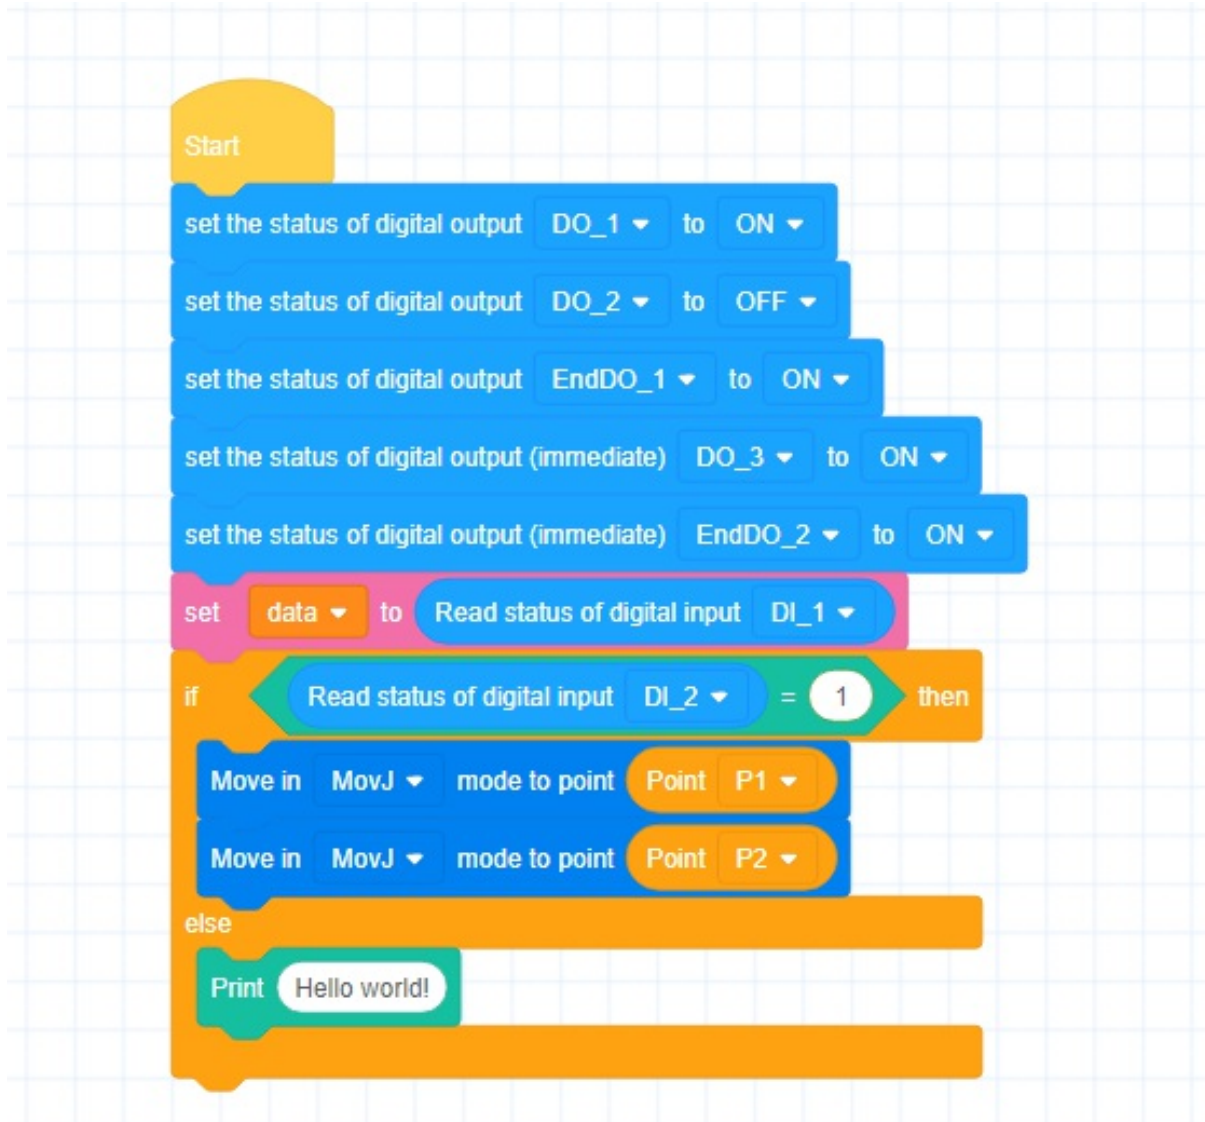 Start
set the status of digital output DO_1 to ON
set the status of digital output DO_2 to OFF
set the status of digital output EndDO_1 to ON
set the status of digital output (immediate) DO_3 to ON
set the status of digital output (immediate) EndDO_2 to ON
set data to Read status of digital input DI_1
if Read status of digital input DI_2 = 1 then
Move in MovJ mode to point Point P1
Move in MovJ mode to point Point P2
else
Print Hello world!